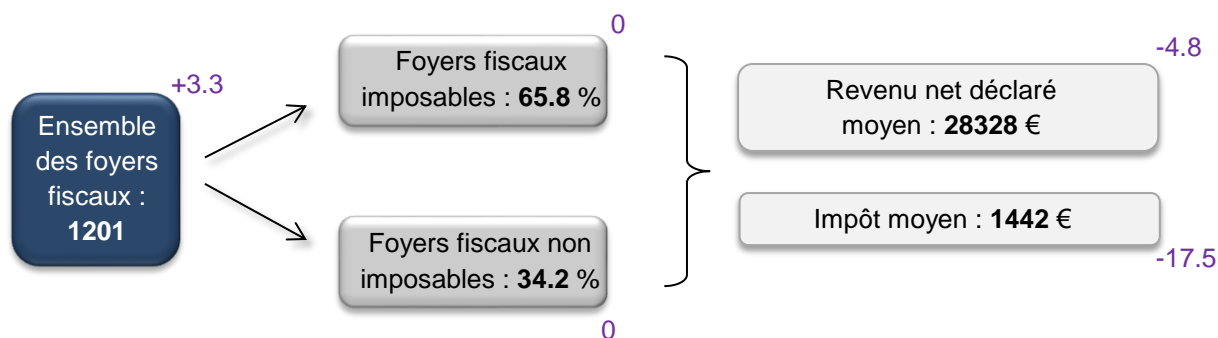 +3.3
Ensemble
des foyers
fiscaux :
1201
0
Foyers fiscaux
imposables : 65.8 %
Foyers fiscaux non
imposables : 34.2 %
0
-4.8
Revenu net déclaré
moyen : 28328 €
Impôt moyen : 1442 €
-17.5